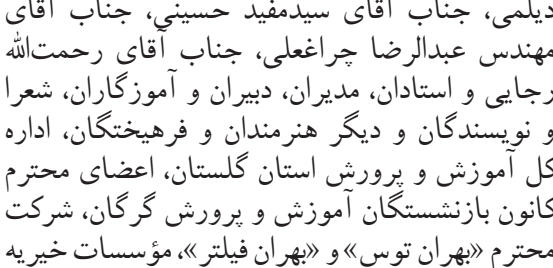 دیلمی، جناب آقای سیدمفید حسینی، جناب آقای
مهندس عبدالرضا چراغعلی، جناب آقای رحمت‌الله
رجایی و استادان، مدیران، دبیران و آموزگاران، شعرا
و نویسندگان و دیگر هنرمندان و فرهیختگان، اداره
کل آموزش و پرورش استان گلستان، اعضای محترم
کانون بازنشستگان آموزش و پرورش گرگان، شرکت
محترم «بهران توس» و «بهران فیلتر»، مؤسسات خیریه